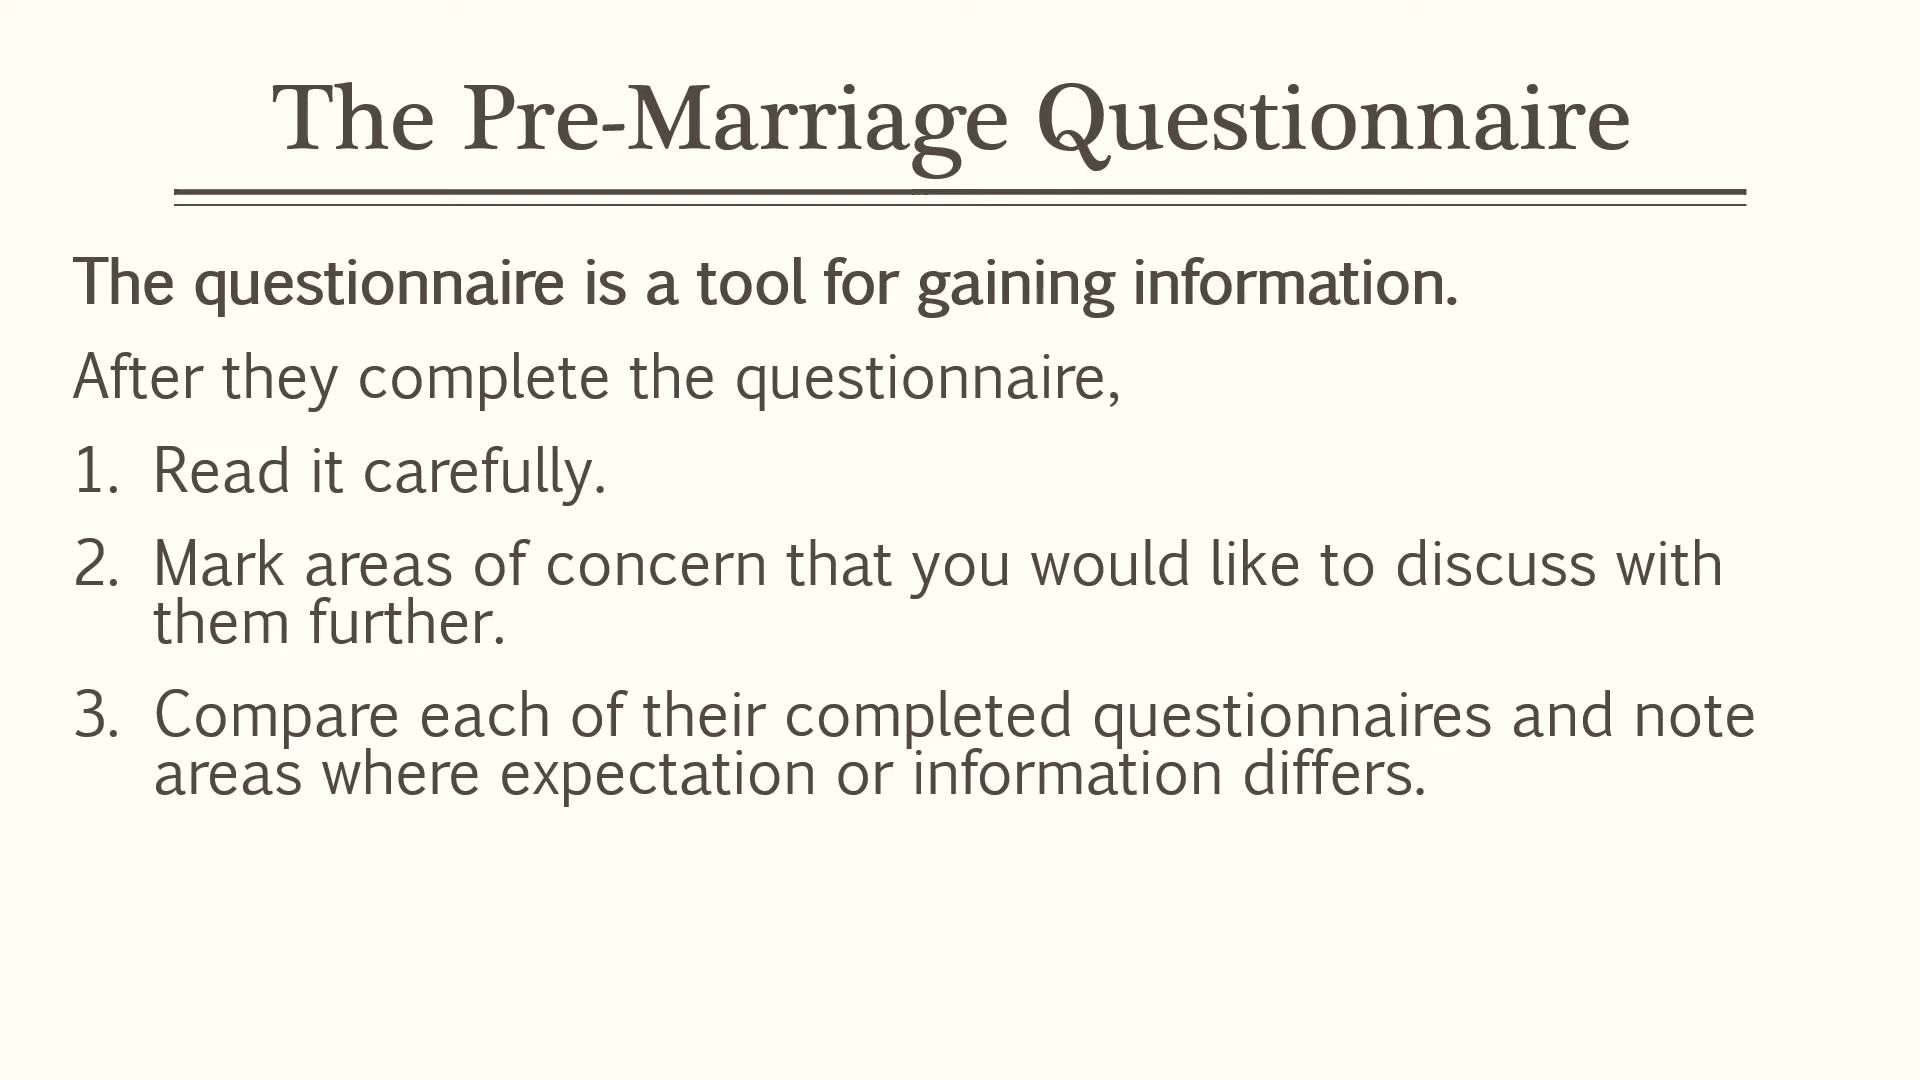 The Pre-Marriage Questionnaire
The questionnaire is a tool for gaining information.
After they complete the questionnaire,
1. Read it carefully.
2. Mark areas of concern that you would like to discuss with
them further.
3. Compare each of their completed questionnaires and note
areas where expectation or information differs.